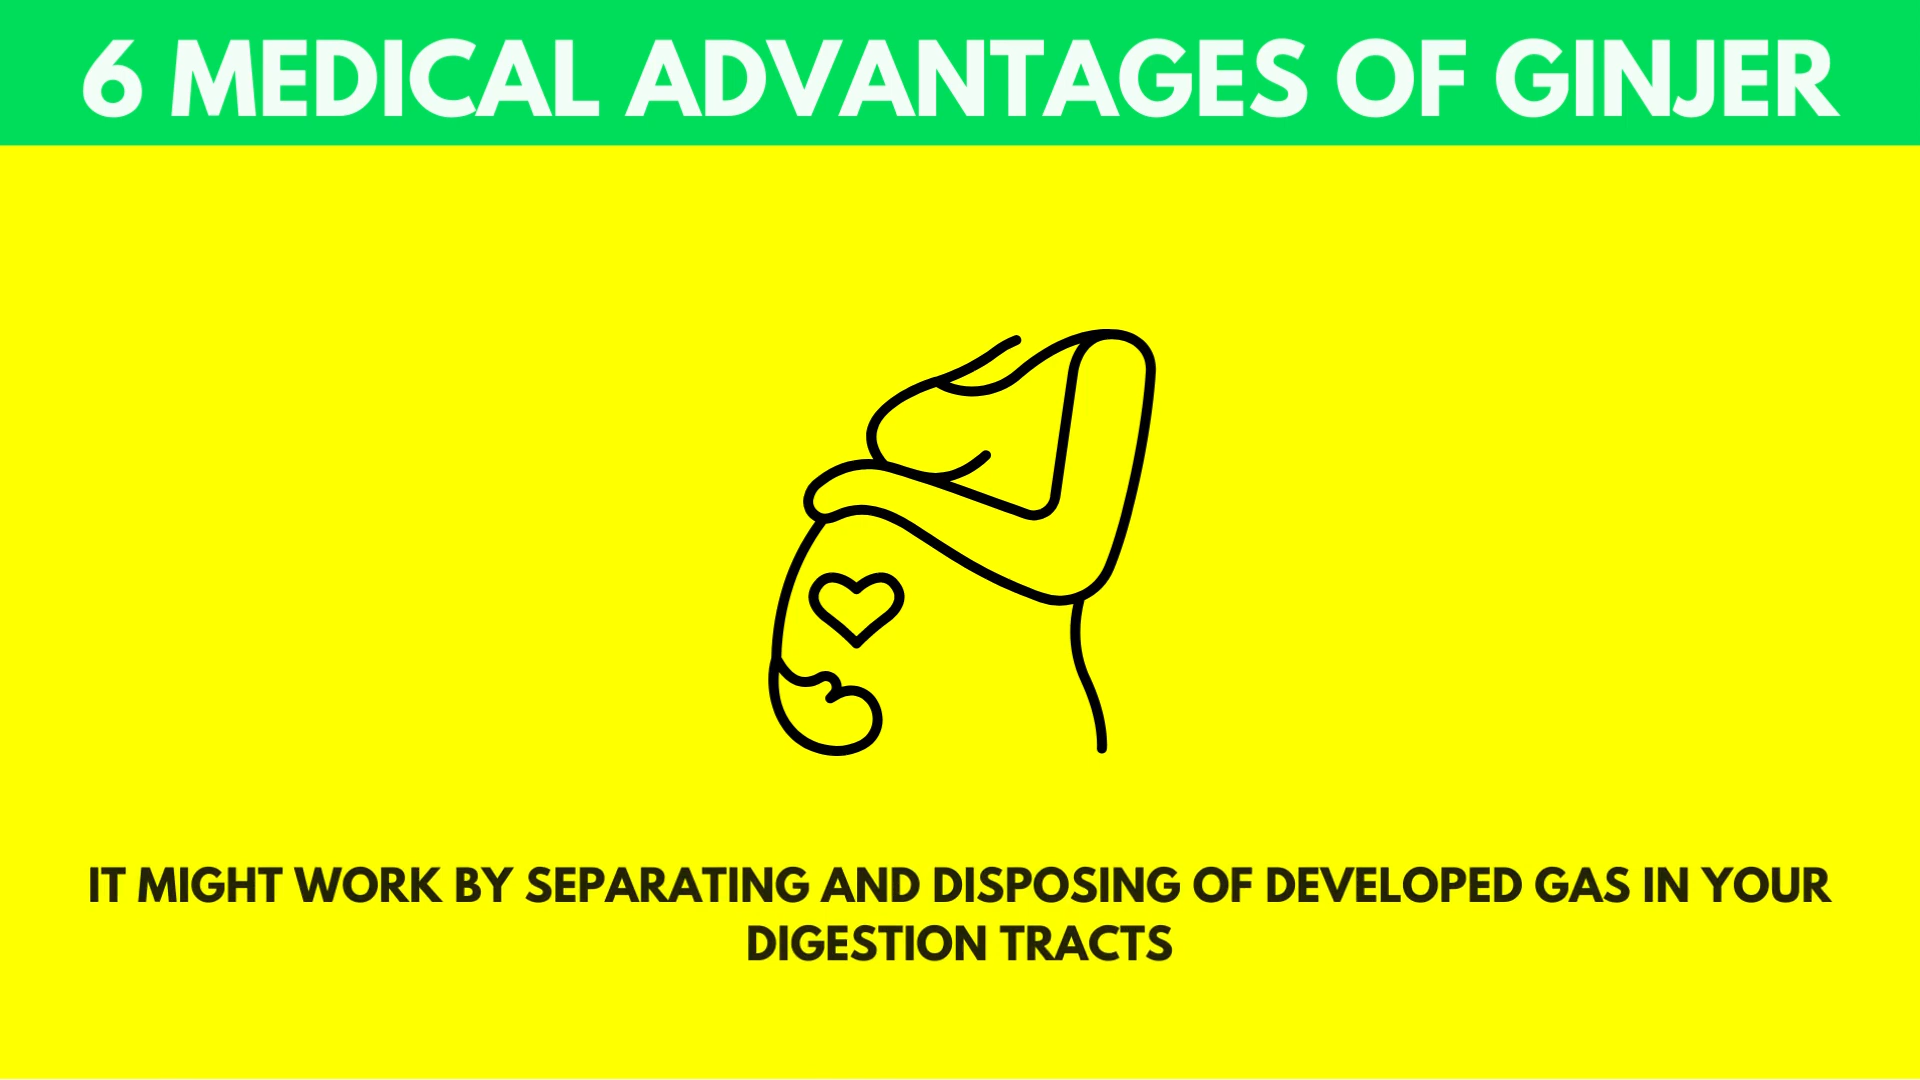 6 MEDICAL ADVANTAGES OF GINJER
IT MIGHT WORK BY SEPARATING AND DISPOSING OF DEVELOPED GAS IN YOUR
DIGESTION TRACTS